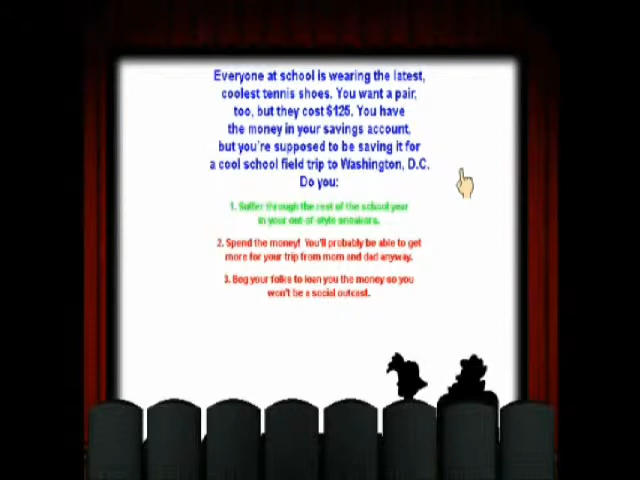 Everyone at school is wearing the latest,
coolest tennis shoes. You want a pair,
too, but they cost $125. You have
the money in your savings account,
but you're supposed to be saving it for
a cool school field trip to Washington, D.C.
Do you:
1. Suffer through the rest of the school year
in your out-of-style sneakers.
2. Spend the money! You'll probably be able to get
more for your trip from mom and dad anyway.
3. Beg your folks to loan you the money so you
won't be a social outcast.